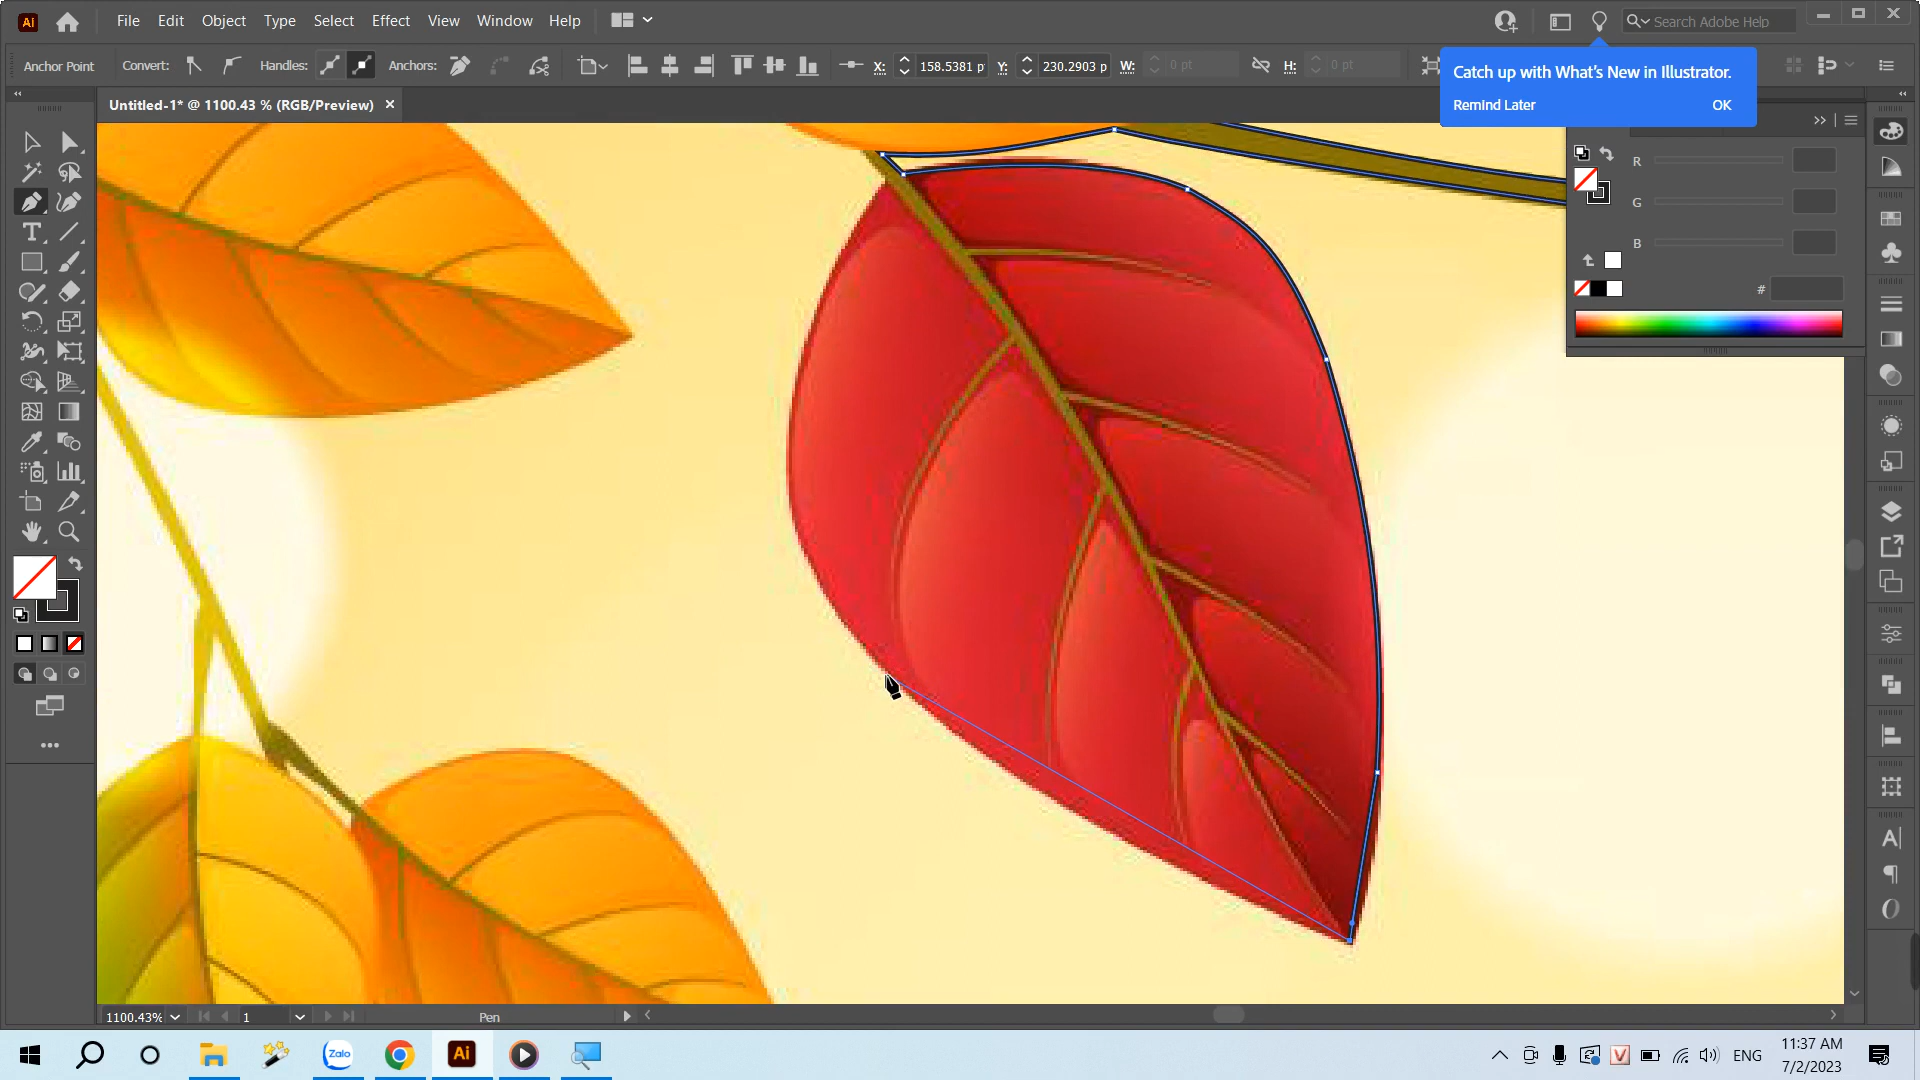 Ai File Edit Object Type Select Effect View Window Help Search Adobe Help
Anchor Point Convert: Handles: Anchors: X: 158.5381 p Y: 230.2903 p W: 0 pt H: 0 pt
Catch up with What's New in Illustrator.
Remind Later OK
Untitled-1* @ 1100.43 % (RGB/Preview)
R
G
B
#
1100.43% 1 Pen
Zalo Ai V ENG 11:37 AM
7/2/2023